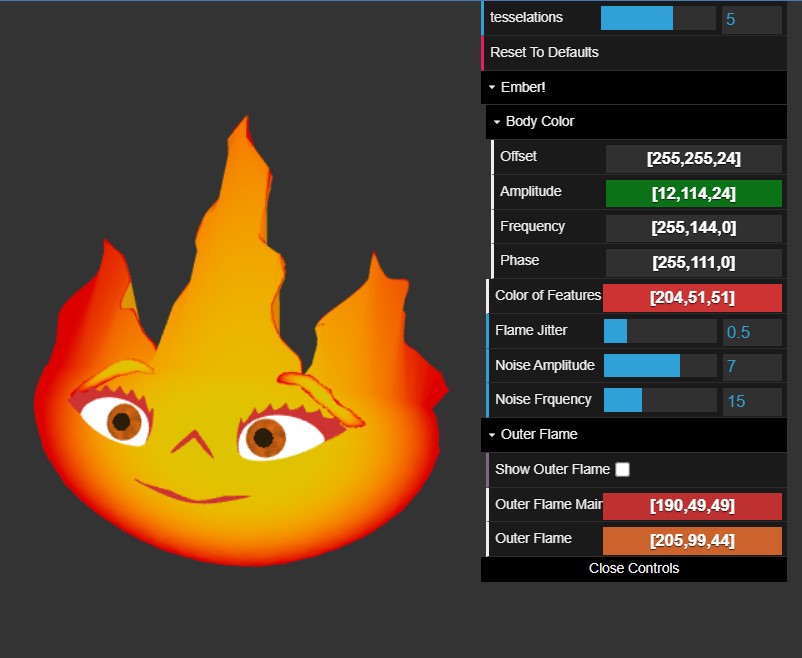 tesselations 5
Reset To Defaults
Ember!
Body Color
Offset [255,255,24]
Amplitude [12,114,24]
Frequency [255,144,0]
Phase [255,111,0]
Color of Features [204,51,51]
Flame Jitter 0.5
Noise Amplitude 7
Noise Frquency 15
Outer Flame
Show Outer Flame
Outer Flame Main [190,49,49]
Outer Flame [205,99,44]
Close Controls